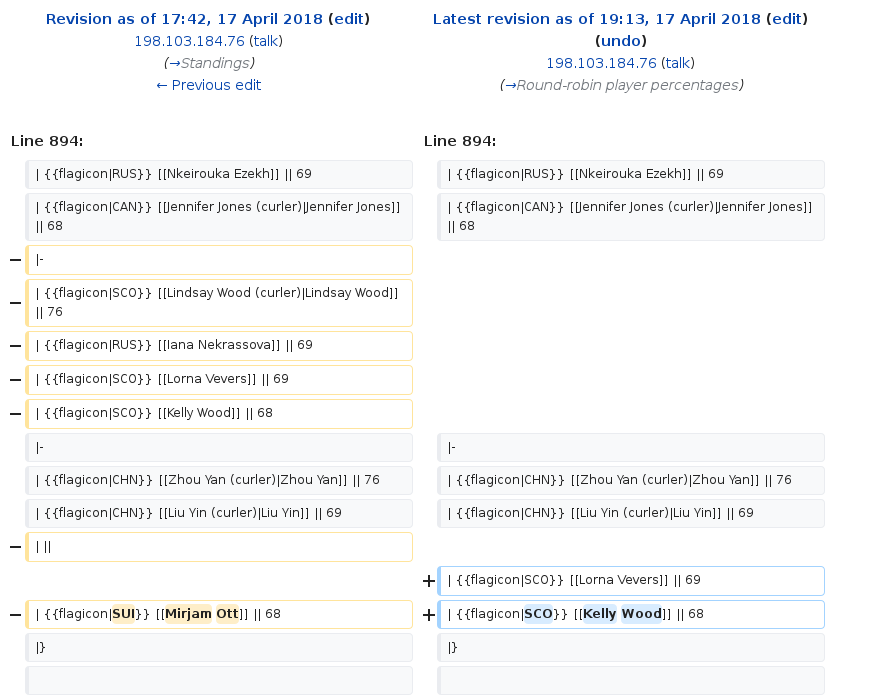 Revision as of 17:42, 17 April 2018 (edit)
198.103.184.76 (talk)
(→Standings)
← Previous edit
Latest revision as of 19:13, 17 April 2018 (edit)
(undo)
198.103.184.76 (talk)
(→Round-robin player percentages)
Line 894:
Line 894:
| {{flagicon|RUS}} [[Nkeirouka Ezekh]] || 69
| {{flagicon|RUS}} [[Nkeirouka Ezekh]] || 69
| {{flagicon|CAN}} [[Jennifer Jones (curler)|Jennifer Jones]]
|| 68
| {{flagicon|CAN}} [[Jennifer Jones (curler)|Jennifer Jones]]
|| 68
− |-
− | {{flagicon|SCO}} [[Lindsay Wood (curler)|Lindsay Wood]]
|| 76
− | {{flagicon|RUS}} [[Iana Nekrassova]] || 69
− | {{flagicon|SCO}} [[Lorna Vevers]] || 69
− | {{flagicon|SCO}} [[Kelly Wood]] || 68
|-
|-
| {{flagicon|CHN}} [[Zhou Yan (curler)|Zhou Yan]] || 76
| {{flagicon|CHN}} [[Zhou Yan (curler)|Zhou Yan]] || 76
| {{flagicon|CHN}} [[Liu Yin (curler)|Liu Yin]] || 69
| {{flagicon|CHN}} [[Liu Yin (curler)|Liu Yin]] || 69
− | ||
+ | {{flagicon|SCO}} [[Lorna Vevers]] || 69
− | {{flagicon|SUI}} [[Mirjam Ott]] || 68
+ | {{flagicon|SCO}} [[Kelly Wood]] || 68
|}
|}